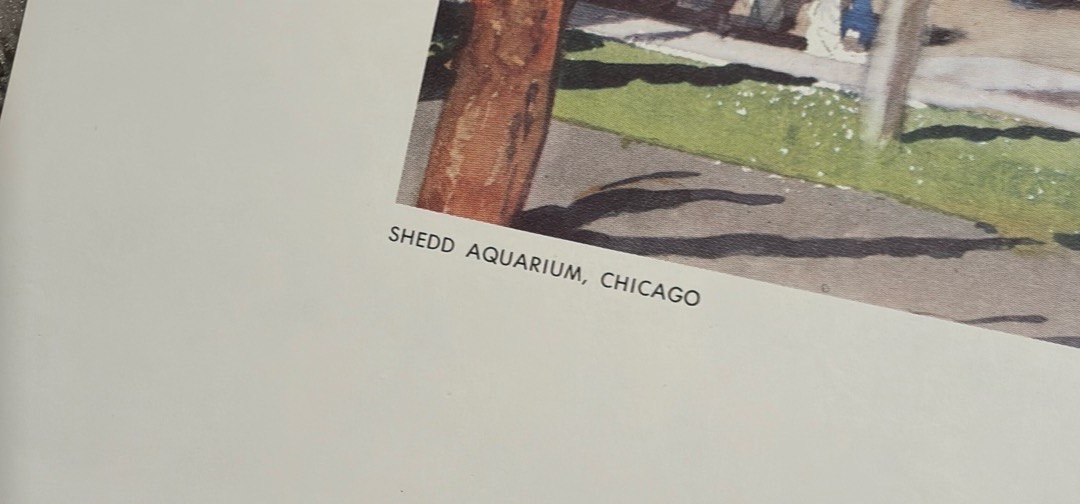 SHEDD AQUARIUM, CHICAGO